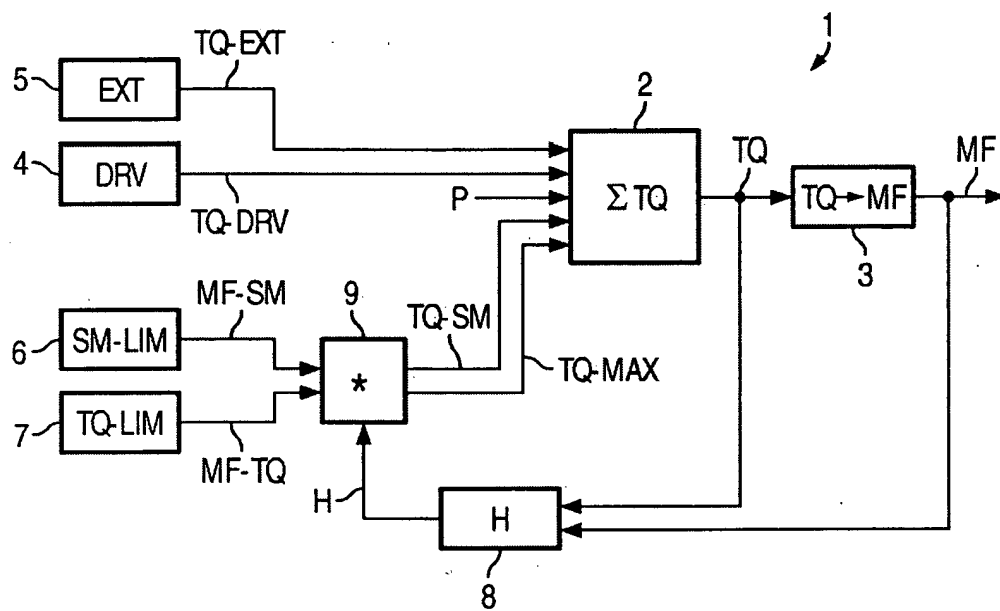 1
TQ-EXT
5
EXT
2
4
DRV
TQ-DRV
P
Σ TQ
TQ
TQ→MF
MF
3
MF-SM
9
TQ-SM
6
SM-LIM
*
TQ-MAX
7
TQ-LIM
MF-TQ
H
H
8